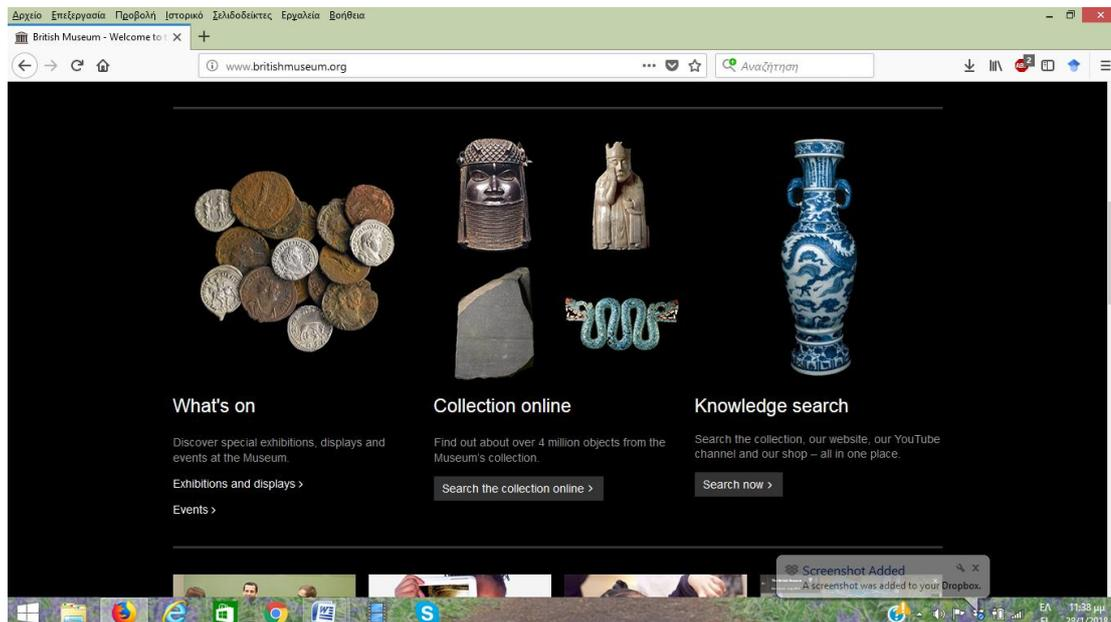 Αρχείο Επεξεργασία Προβολή Ιστορικό Σελιδοδείκτες Εργαλεία Βοήθεια
British Museum - Welcome to t
www.britishmuseum.org
Αναζήτηση
2
What's on
Collection online
Knowledge search
Discover special exhibitions, displays and
events at the Museum.
Exhibitions and displays ›
Events ›
Find out about over 4 million objects from the
Museum's collection.
Search the collection online ›
Search the collection, our website, our YouTube
channel and our shop – all in one place.
Search now ›
Screenshot Added
A screenshot was added to your Dropbox.
ΕΛ
11:38 μμ
28/1/2018